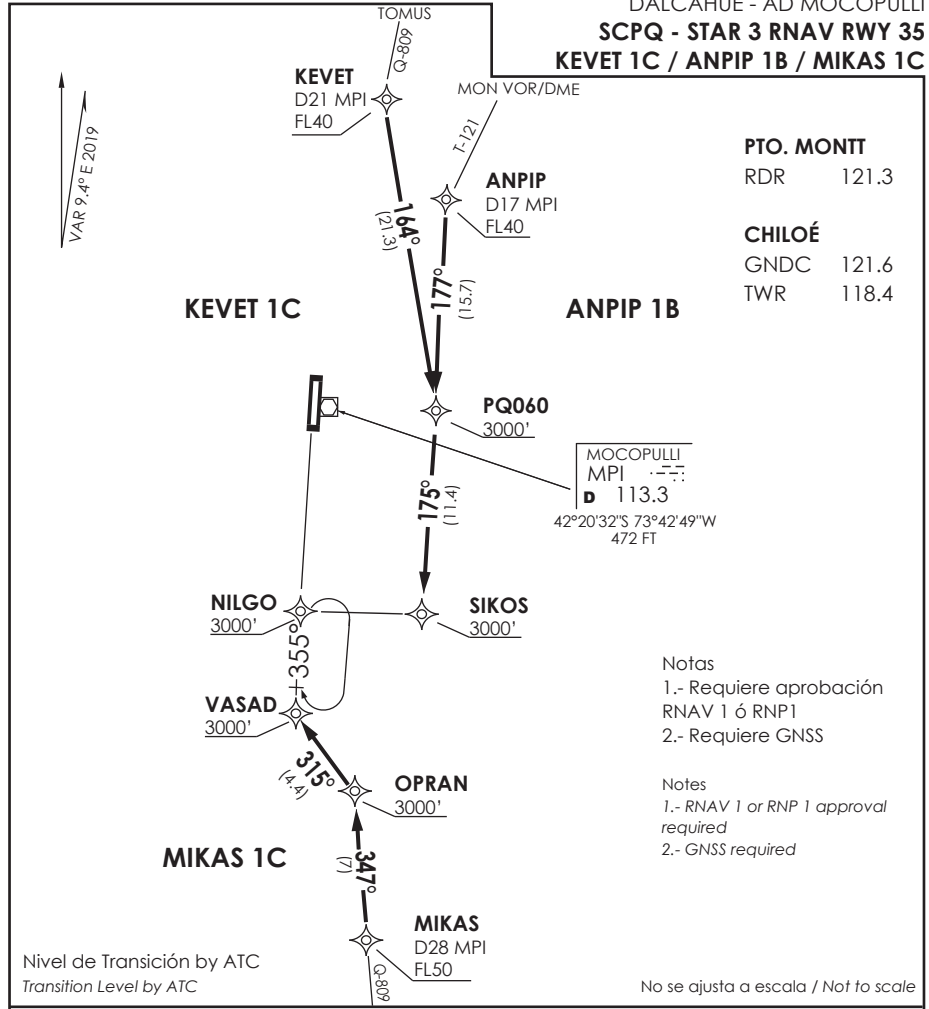 DALCAHUE - AD MOCOPULLI
SCPQ - STAR 3 RNAV RWY 35
KEVET 1C / ANPIP 1B / MIKAS 1C
TOMUS
Q-809
KEVET
D21 MPI
FL40
MON VOR/DME
T-121
VAR 9.4° E 2019
ANPIP
D17 MPI
FL40
PTO. MONTT
RDR 121.3
CHILOÉ
GNDC 121.6
TWR 118.4
164°
(21.3)
177°
(15.7)
KEVET 1C
ANPIP 1B
PQ060
3000'
MOCOPULLI
MPI
D 113.3
42°20'32"S 73°42'49"W
472 FT
175°
(11.4)
NILGO
3000'
SIKOS
3000'
355°
VASAD
3000'
315°
(4.4)
OPRAN
3000'
MIKAS 1C
347°
(7)
MIKAS
D28 MPI
FL50
Q-809
Notas
1.- Requiere aprobación
RNAV 1 ó RNP1
2.- Requiere GNSS
Notes
1.- RNAV 1 or RNP 1 approval
required
2.- GNSS required
Nivel de Transición by ATC
Transition Level by ATC
No se ajusta a escala / Not to scale